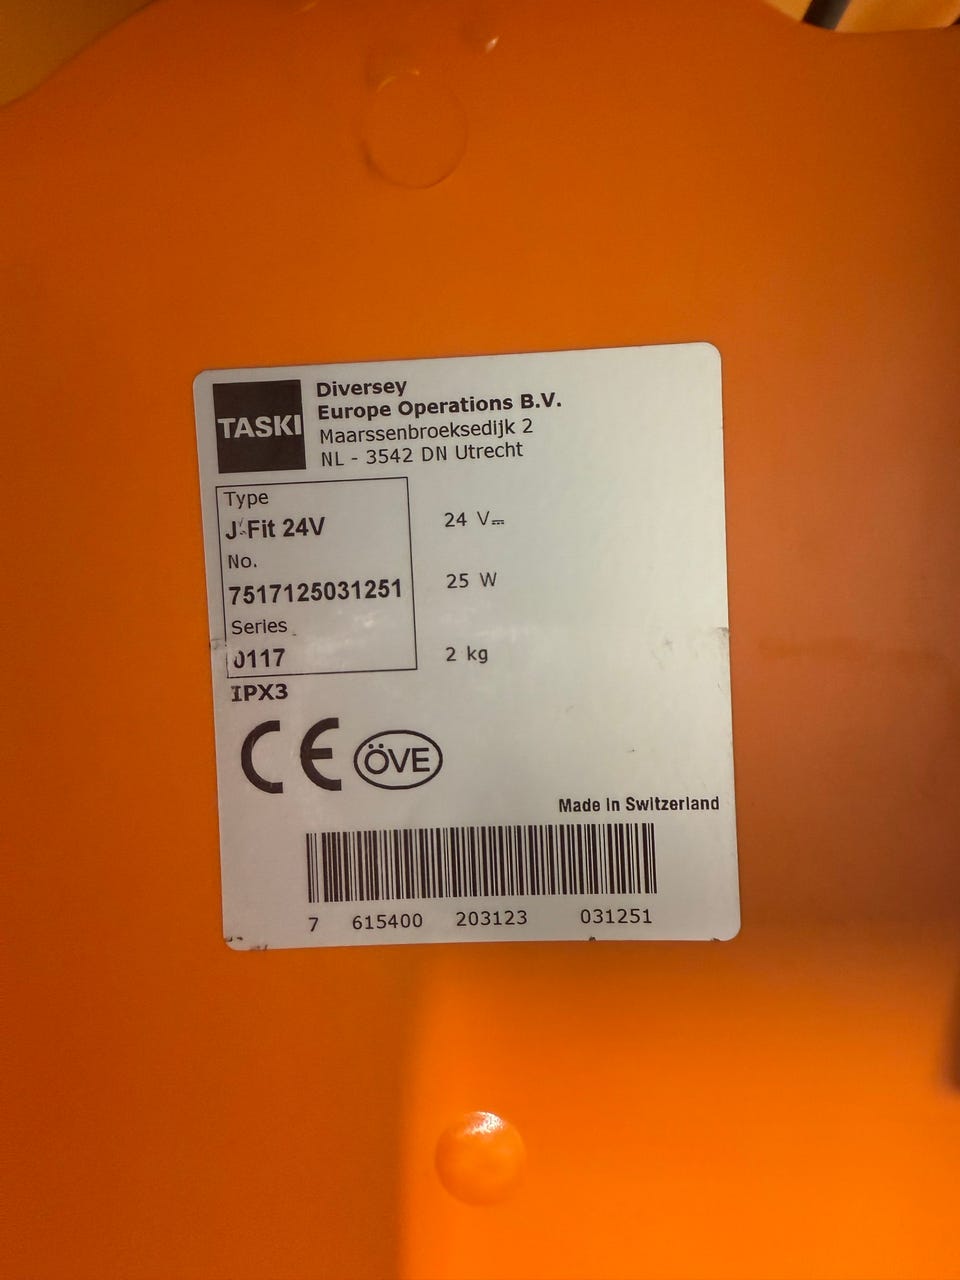 TASKI
Diversey
Europe Operations B.V.
Maarssenbroeksedijk 2
NL - 3542 DN Utrecht
Type
J-Fit 24V
No.
7517125031251
Series
0117
24 V⎓
25 W
2 kg
IPX3
CE ÖVE
Made in Switzerland
7 615400 203123 031251